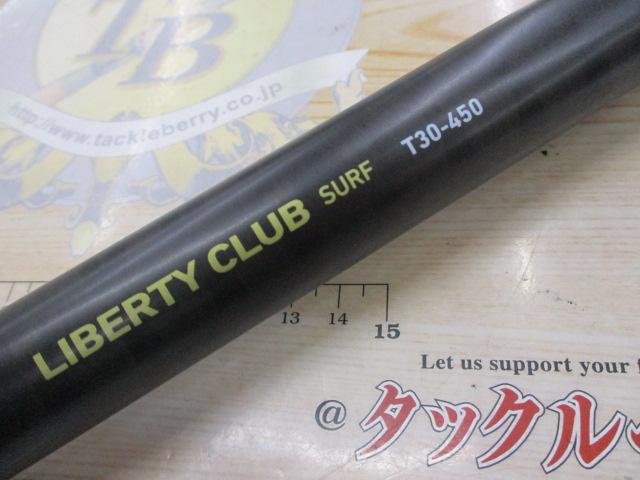 TB
http://www.tackleberry.co.jp
LIBERTY CLUB SURF T30-450
13 14 15
Let us support your
@タックル